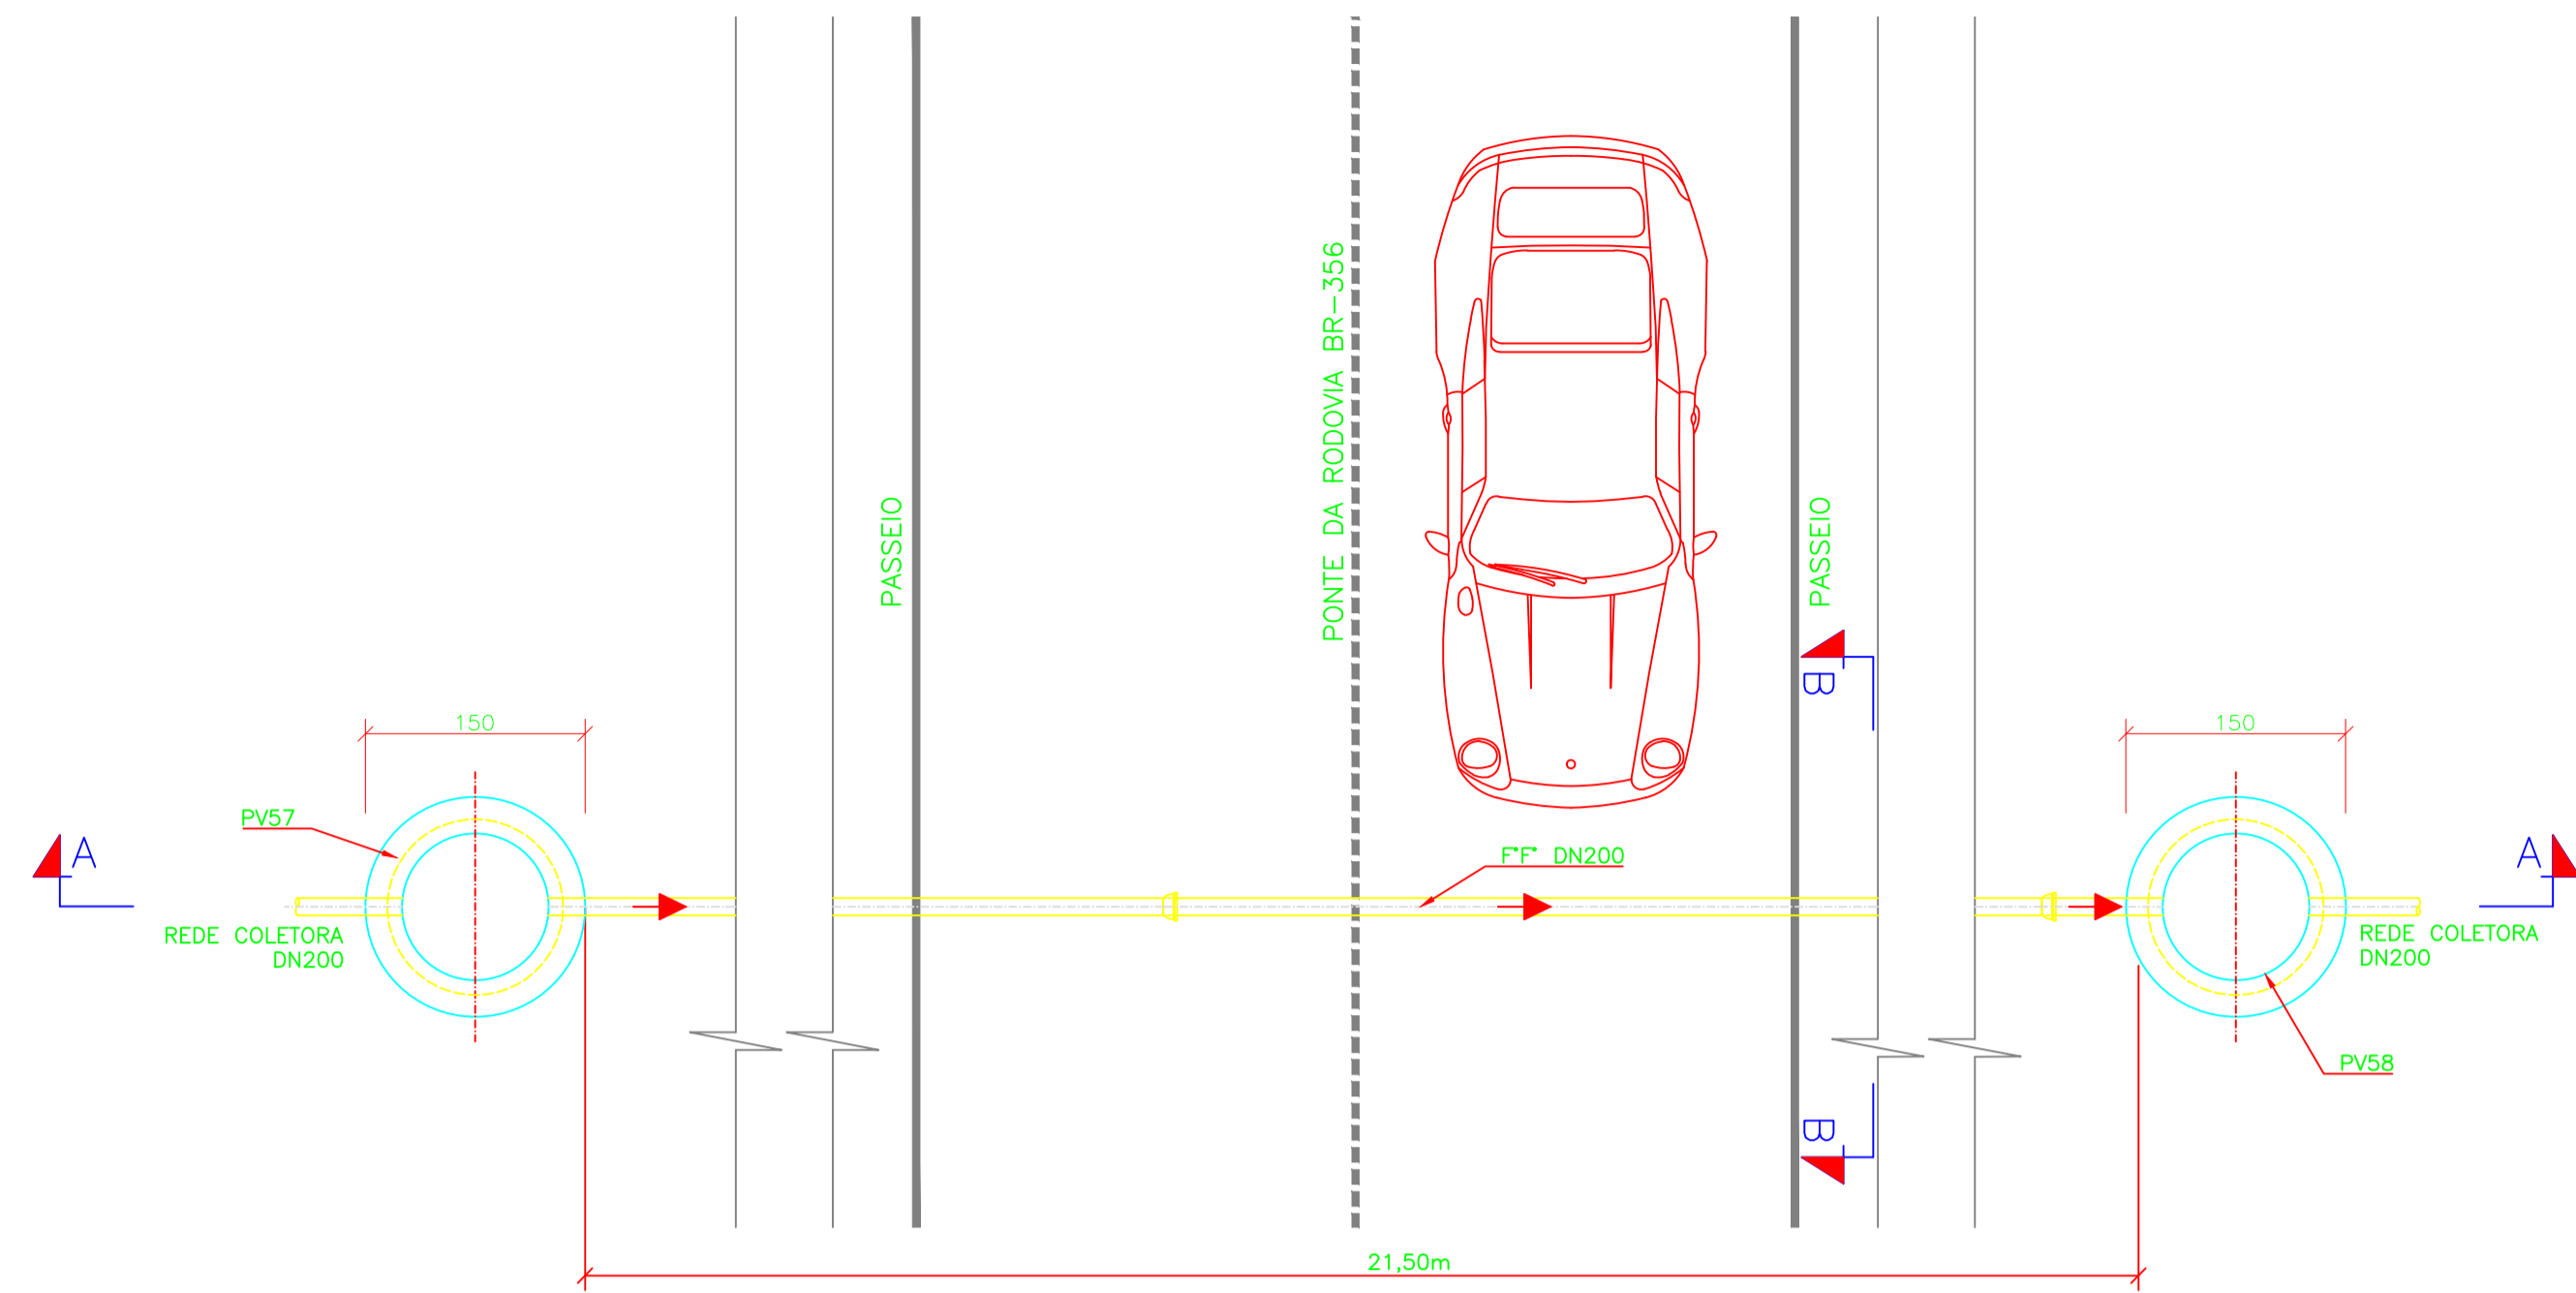 PONTE DA RODOVIA BR-356
PASSEIO
PASSEIO
B
150
150
PV57
A
A
F°F° DN200
REDE COLETORA
DN200
REDE COLETORA
DN200
PV58
B
21,50m